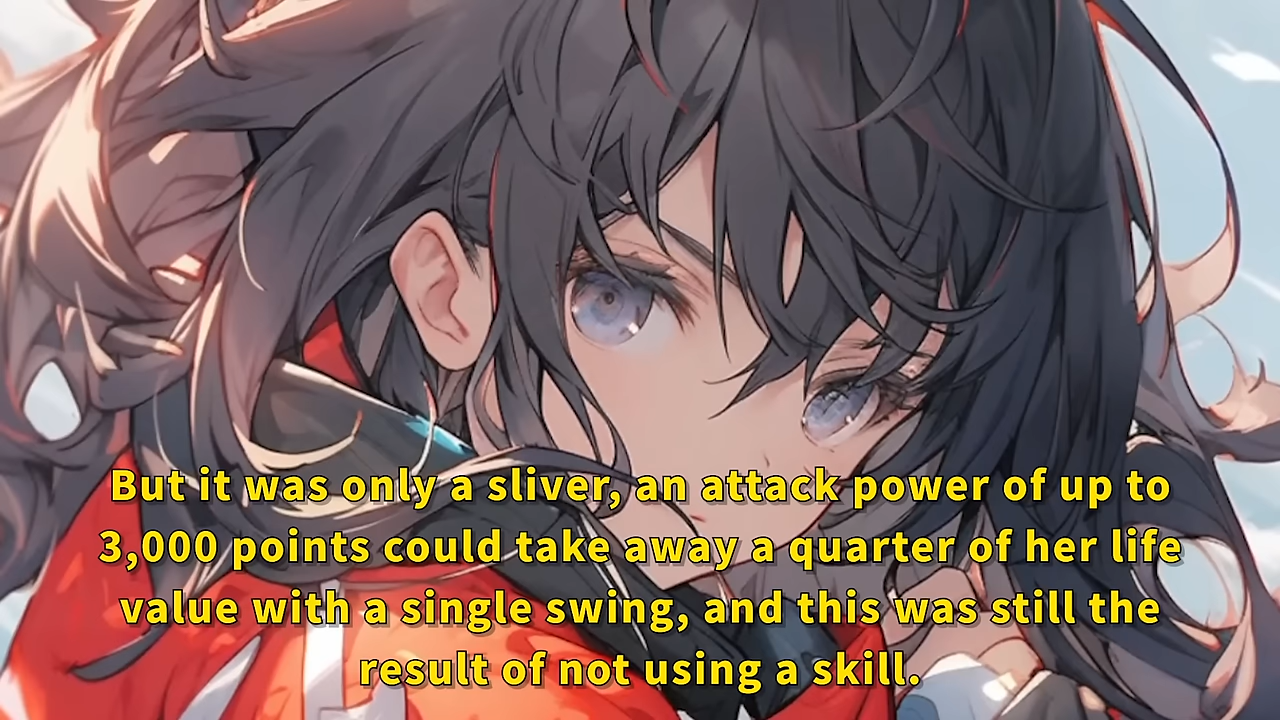 But it was only a sliver, an attack power of up to
3,000 points could take away a quarter of her life
value with a single swing, and this was still the
result of not using a skill.